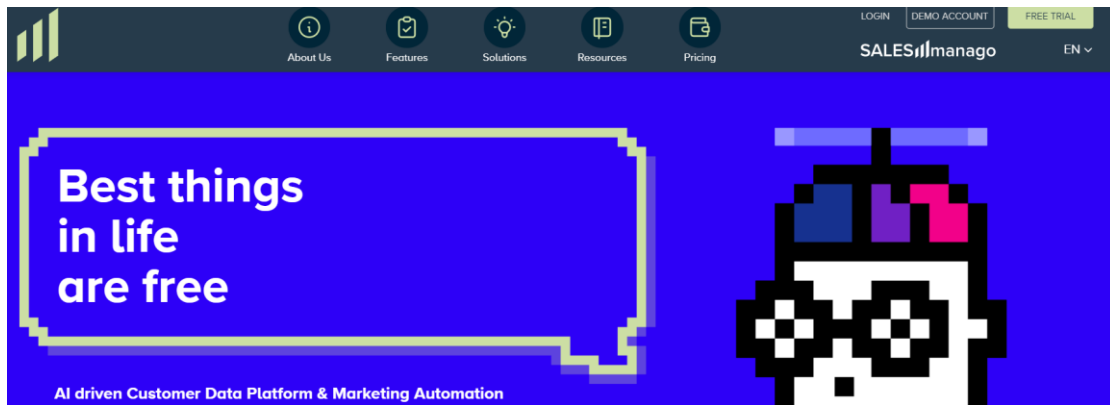 LOGIN DEMO ACCOUNT FREE TRIAL
About Us Features Solutions Resources Pricing
SALESmanago EN
Best things
in life
are free
AI driven Customer Data Platform & Marketing Automation